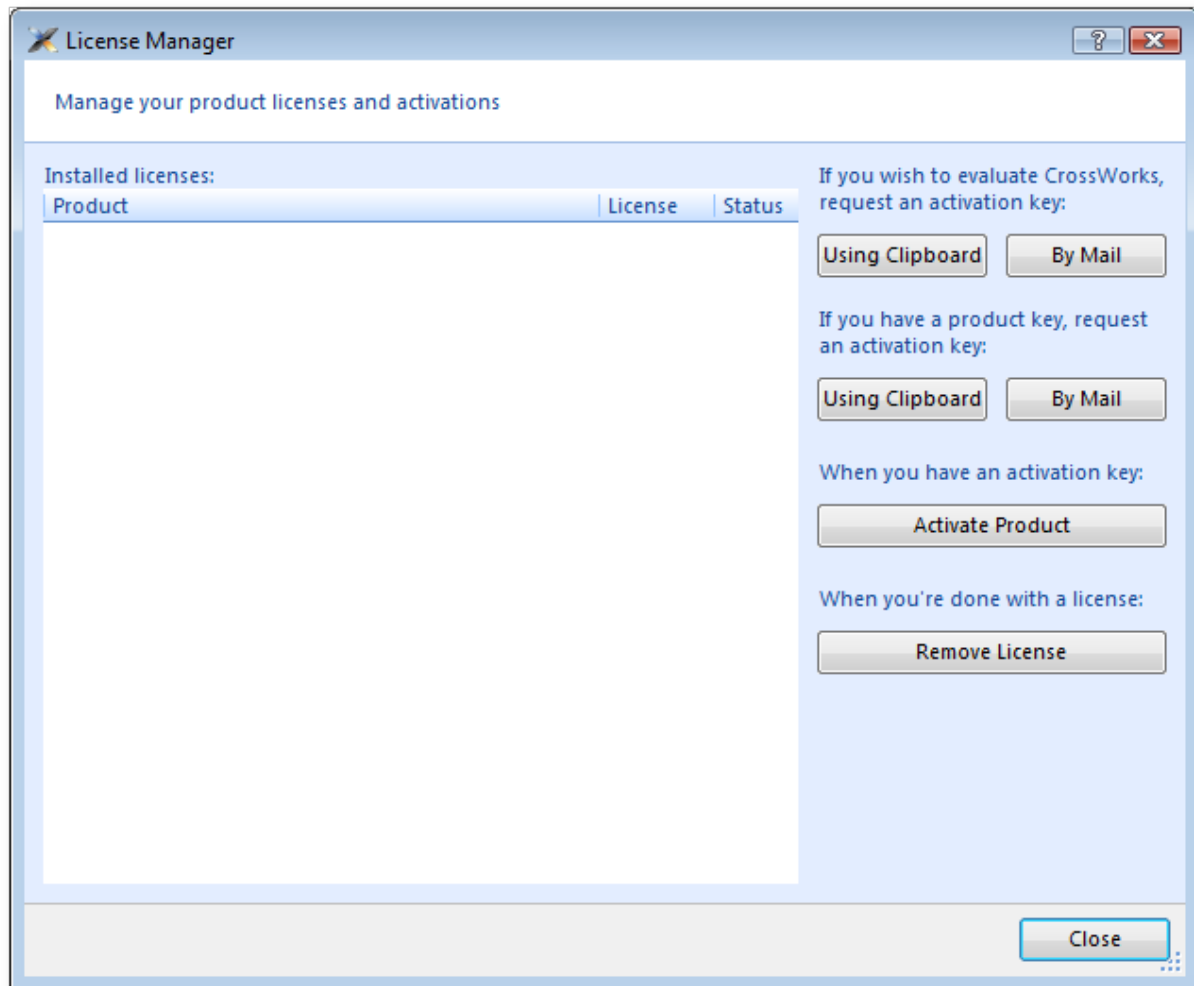 License Manager
Manage your product licenses and activations
Installed licenses:
Product License Status
If you wish to evaluate CrossWorks,
request an activation key:
Using Clipboard By Mail
If you have a product key, request
an activation key:
Using Clipboard By Mail
When you have an activation key:
Activate Product
When you're done with a license:
Remove License
Close